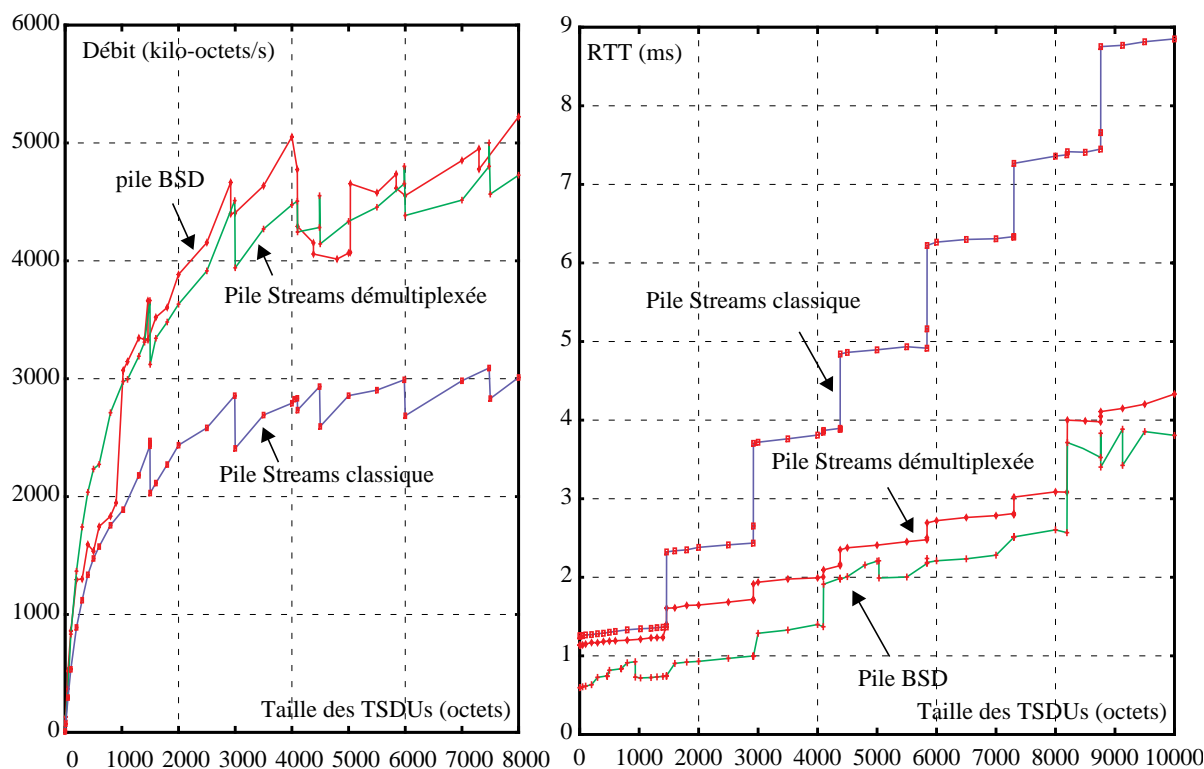 6000
Débit (kilo-octets/s)
5000
pile BSD
4000
Pile Streams démultiplexée
3000
Pile Streams classique
2000
1000
Taille des TSDUs (octets)
0
0 1000 2000 3000 4000 5000 6000 7000 8000
9
RTT (ms)
8
7
6
Pile Streams classique
5
4
Pile Streams démultiplexée
3
2
1
Pile BSD
Taille des TSDUs (octets)
0
0 1000 2000 3000 4000 5000 6000 7000 8000 9000 10000